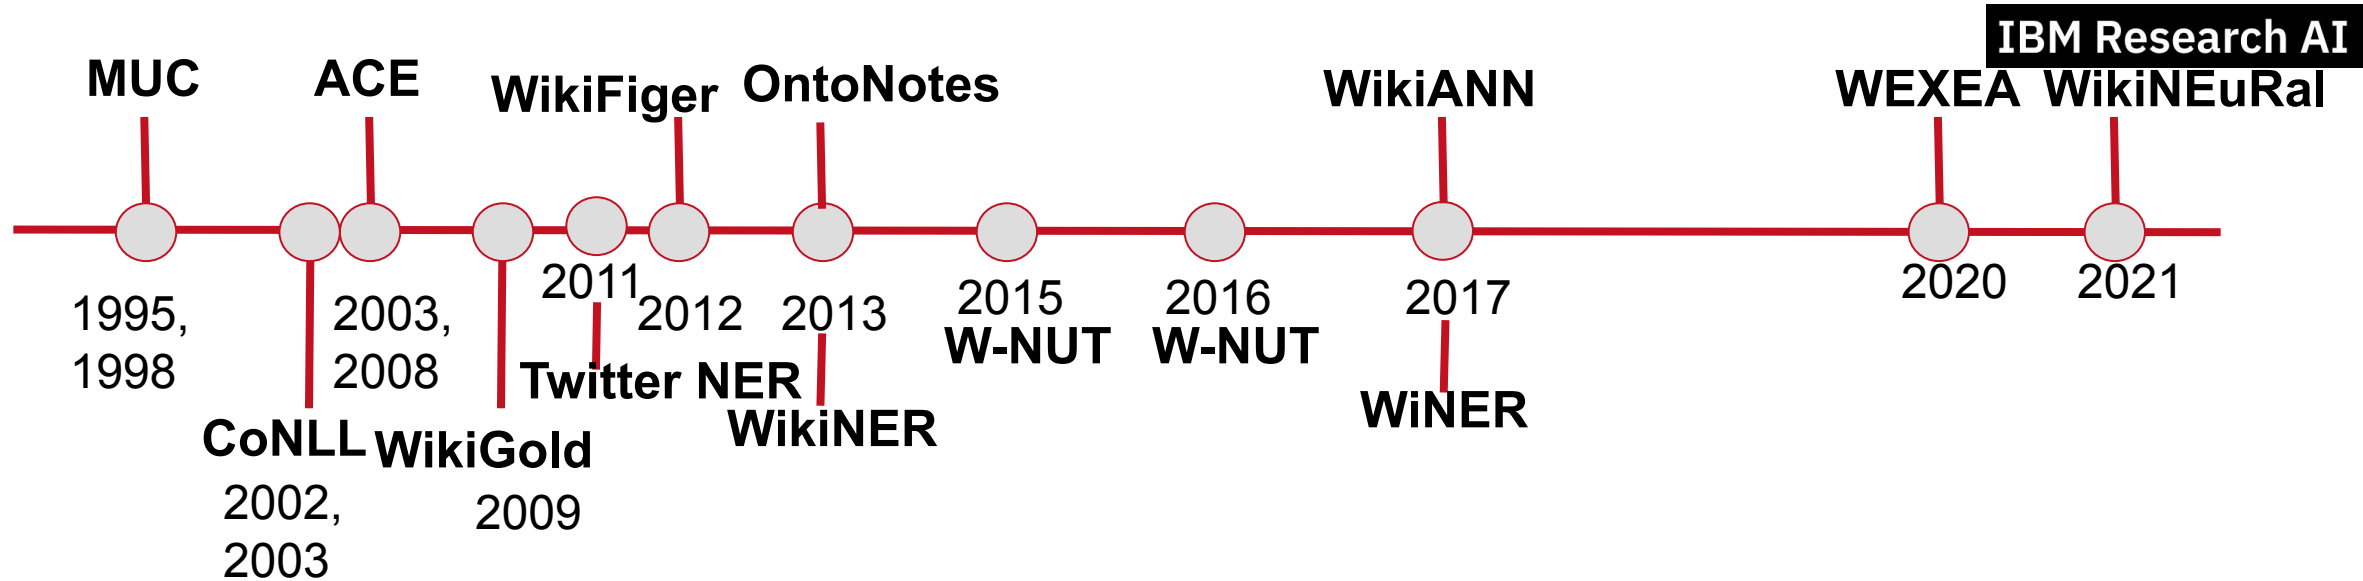 IBM Research AI
MUC
ACE
WikiFiger
OntoNotes
WikiANN
WEXEA
WikiNEuRal
1995,
1998
2003,
2008
2011
2012
2013
2015
W-NUT
2016
W-NUT
2017
2020
2021
Twitter NER
WikiNER
WiNER
CoNLL
2002,
2003
WikiGold
2009